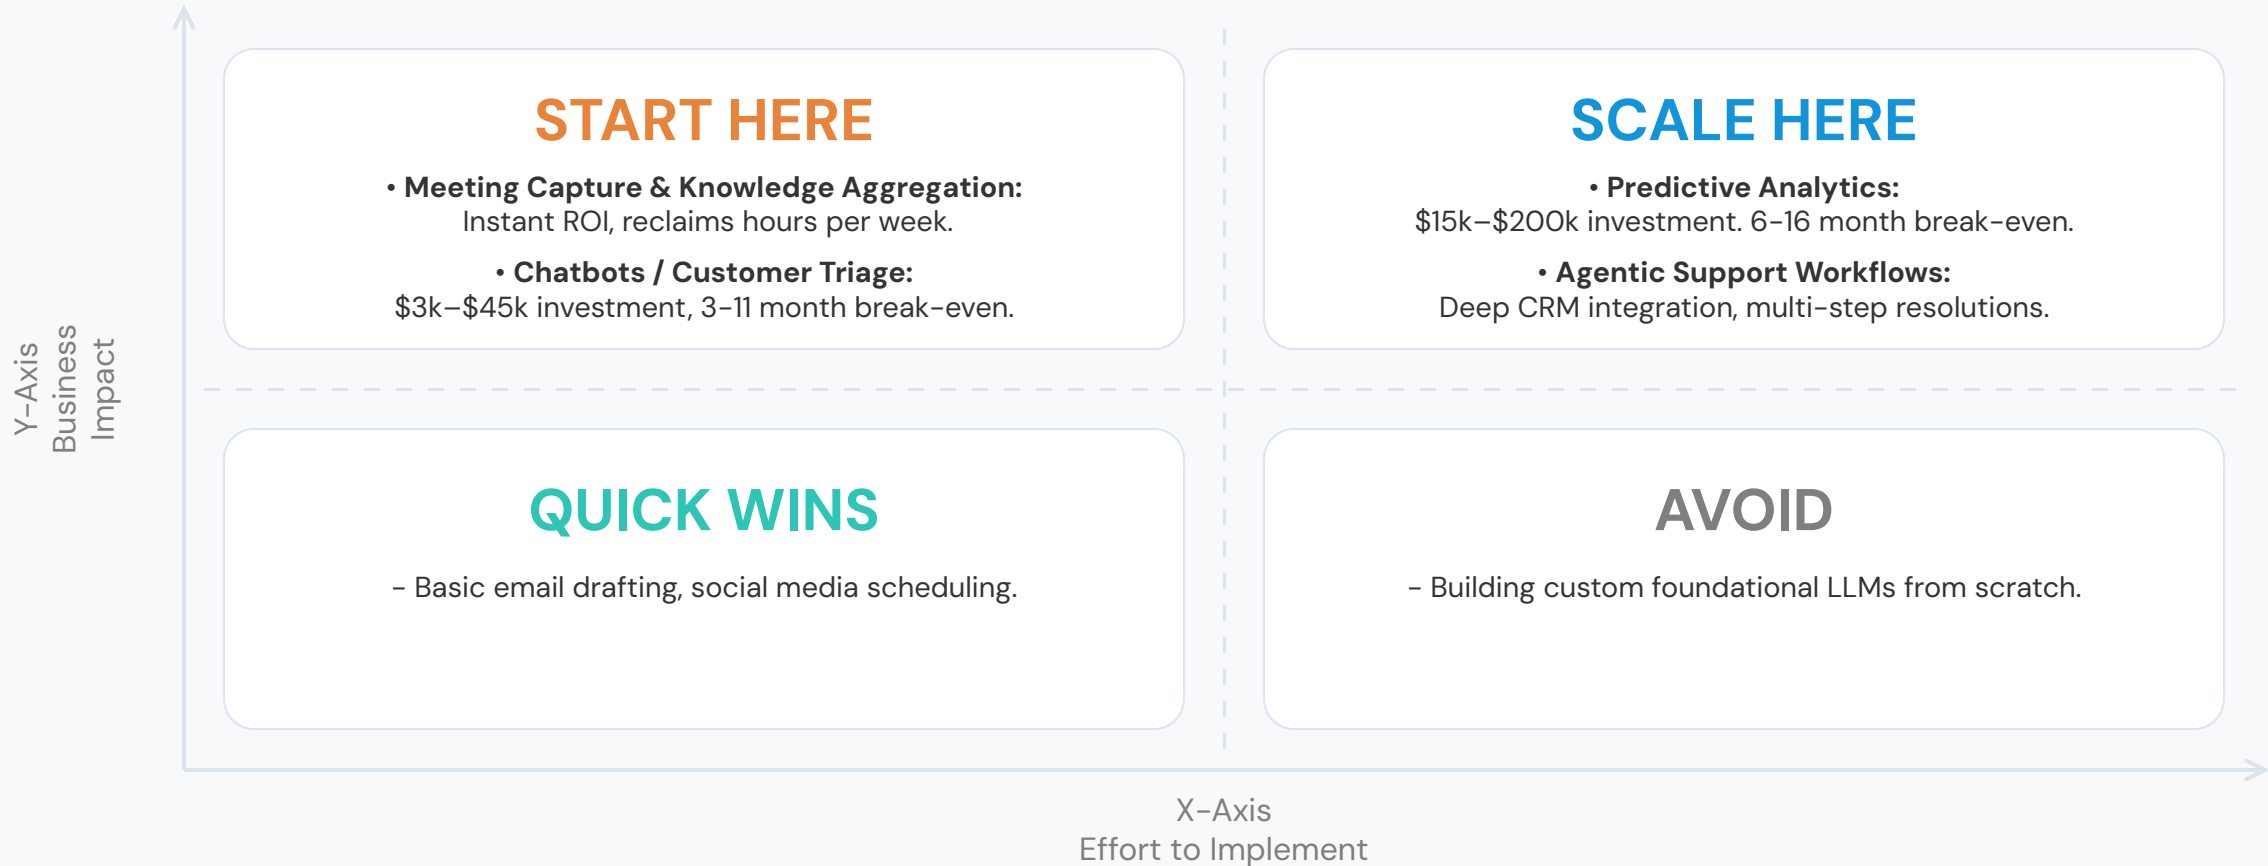 START HERE
• Meeting Capture & Knowledge Aggregation:
Instant ROI, reclaims hours per week.
• Chatbots / Customer Triage:
$3k–$45k investment, 3-11 month break-even.
SCALE HERE
• Predictive Analytics:
$15k–$200k investment. 6-16 month break-even.
• Agentic Support Workflows:
Deep CRM integration, multi-step resolutions.
Y-Axis
Business
Impact
QUICK WINS
- Basic email drafting, social media scheduling.
AVOID
- Building custom foundational LLMs from scratch.
X-Axis
Effort to Implement